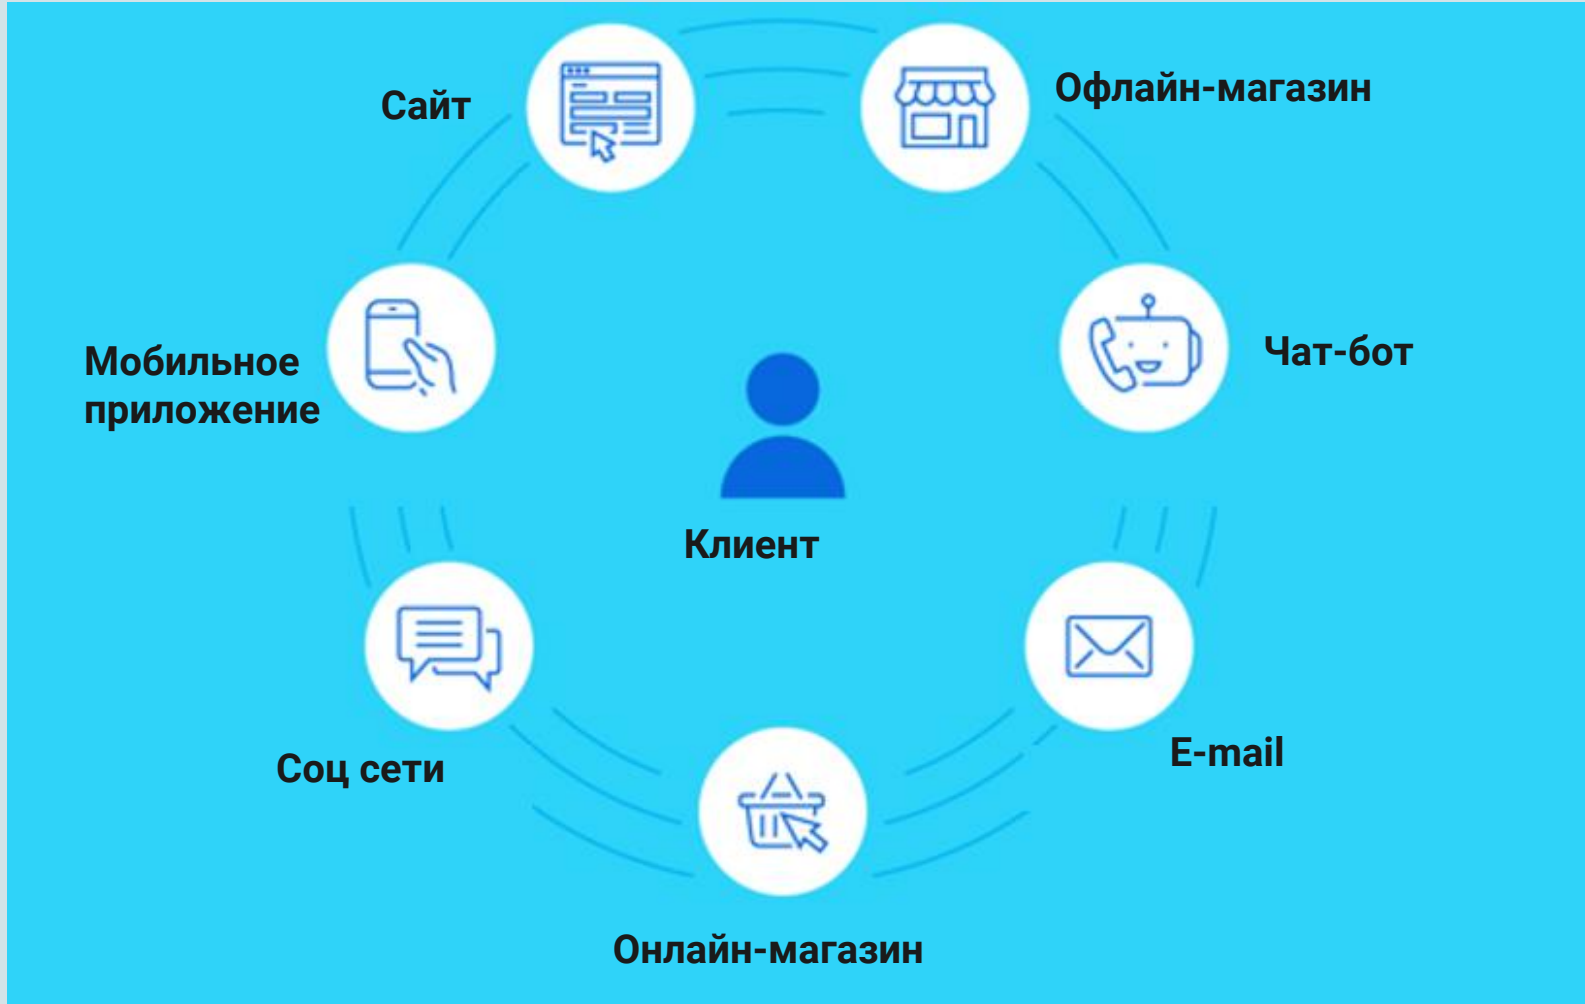 Сайт
Офлайн-магазин
Мобильное
приложение
Чат-бот
Клиент
Соц сети
E-mail
Онлайн-магазин